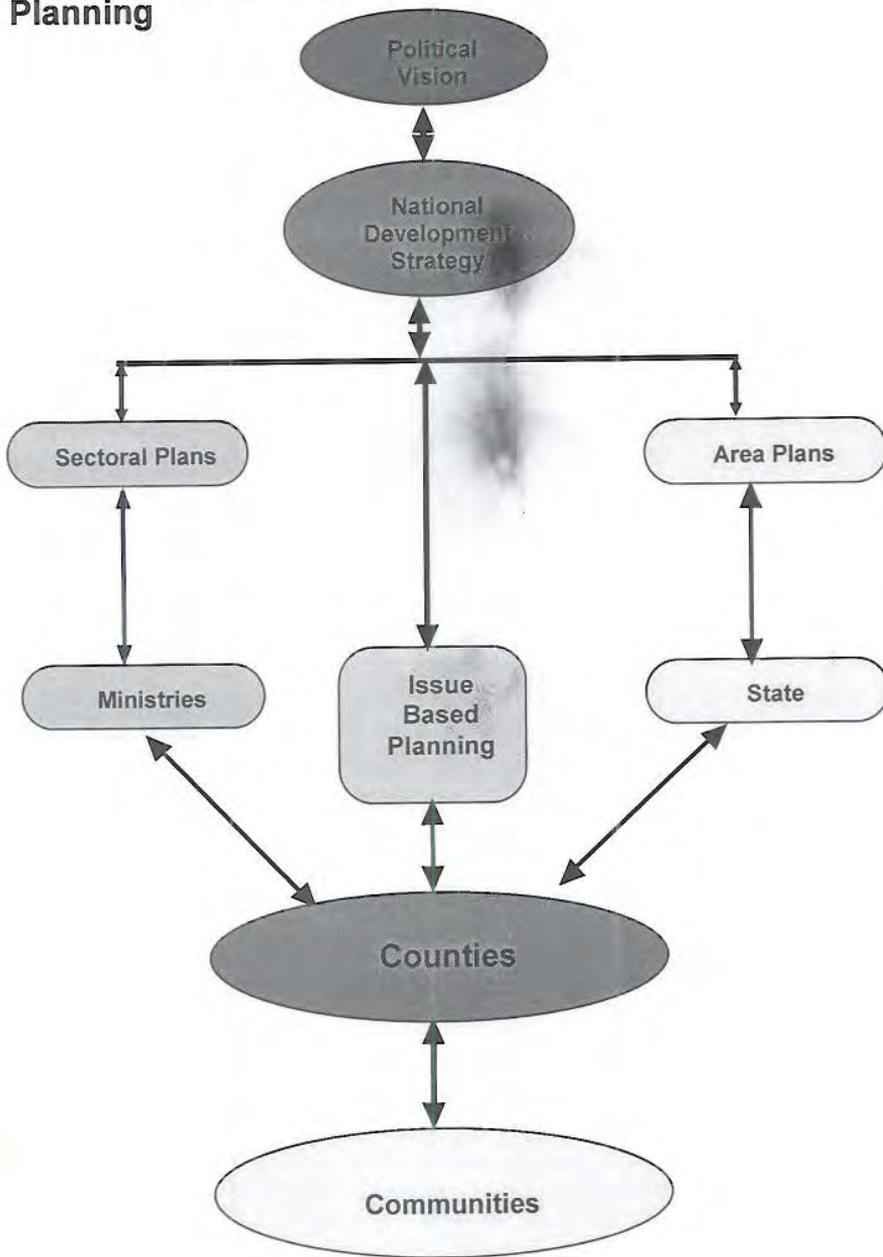 Planning
Political
Vision
National
Development
Strategy
Sectoral Plans
Area Plans
Ministries
Issue
Based
Planning
State
Counties
Communities